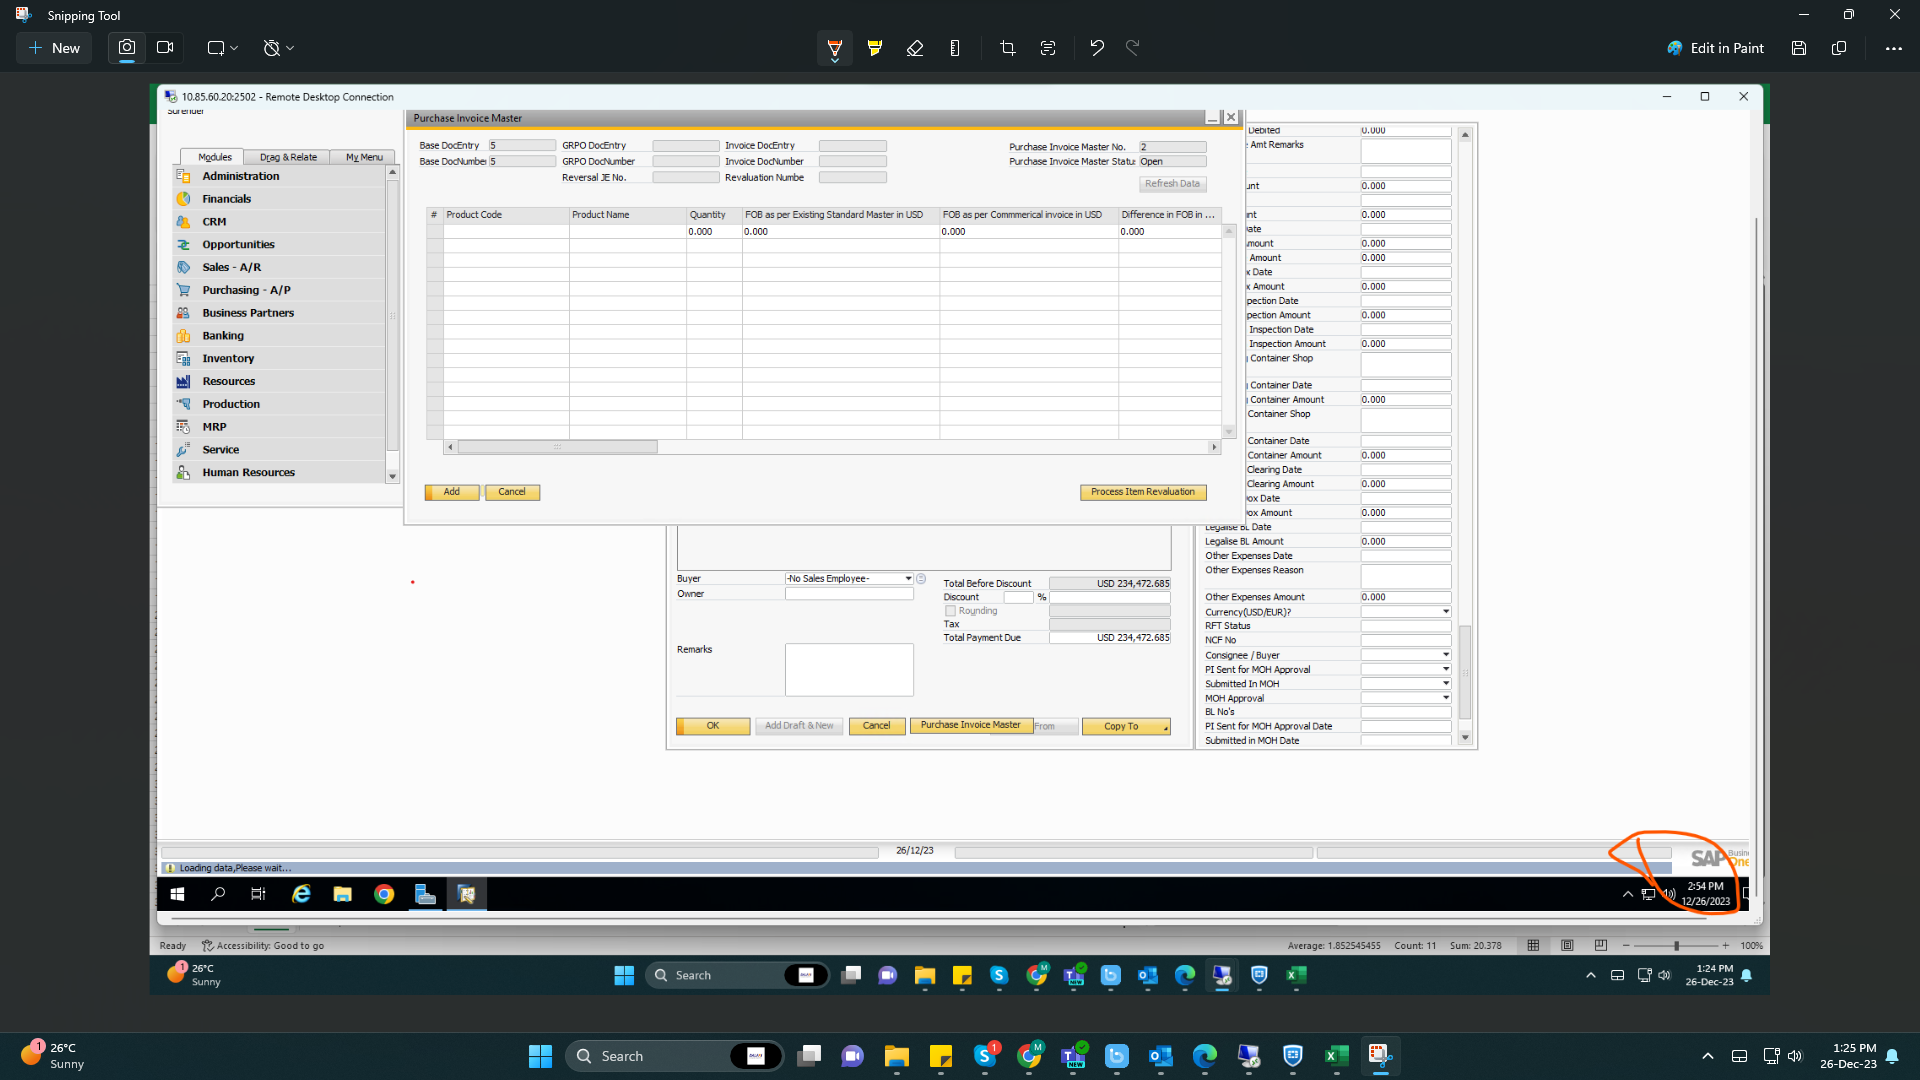 Snipping Tool
New
Edit in Paint
10.85.60.20:2502 - Remote Desktop Connection
Surender
Modules Drag & Relate My Menu
Administration
Financials
CRM
Opportunities
Sales - A/R
Purchasing - A/P
Business Partners
Banking
Inventory
Resources
Production
MRP
Service
Human Resources
Purchase Invoice Master
Base DocEntry 5 GRPO DocEntry Invoice DocEntry Purchase Invoice Master No. 2
Base DocNumber 5 GRPO DocNumber Invoice DocNumber Purchase Invoice Master Status Open
Reversal JE No. Revaluation Numbe
Refresh Data
# Product Code Product Name Quantity FOB as per Existing Standard Master in USD FOB as per Commmerical invoice in USD Difference in FOB in ...
0.000 0.000 0.000 0.000
Add Cancel Process Item Revaluation
Debited 0.000
Amt Remarks
unt 0.000
nt 0.000
ate
mount 0.000
Amount 0.000
x Date
x Amount 0.000
pection Date
pection Amount 0.000
Inspection Date
Inspection Amount 0.000
Container Shop
Container Date
Container Amount 0.000
Container Shop
Container Date
Container Amount 0.000
Clearing Date
Clearing Amount 0.000
ox Date
ox Amount 0.000
Legalise BL Date
Legalise BL Amount 0.000
Other Expenses Date
Other Expenses Reason
Other Expenses Amount 0.000
Currency(USD/EUR)?
RFT Status
NCF No
Consignee / Buyer
PI Sent for MOH Approval
Submitted In MOH
MOH Approval
BL No's
PI Sent for MOH Approval Date
Submitted in MOH Date
Buyer -No Sales Employee-
Owner
Remarks
Total Before Discount USD 234,472.685
Discount %
Rounding
Tax
Total Payment Due USD 234,472.685
OK Add Draft & New Cancel Purchase Invoice Master From Copy To
26/12/23
SAP Busine
One
Loading data,Please wait...
2:54 PM
12/26/2023
Ready Accessibility: Good to go Average: 1.852545455 Count: 11 Sum: 20.378 100%
1
26°C
Sunny
Search
M
NEW
1:24 PM
26-Dec-23
1
26°C
Sunny
Search
1
M
NEW
1:25 PM
26-Dec-23